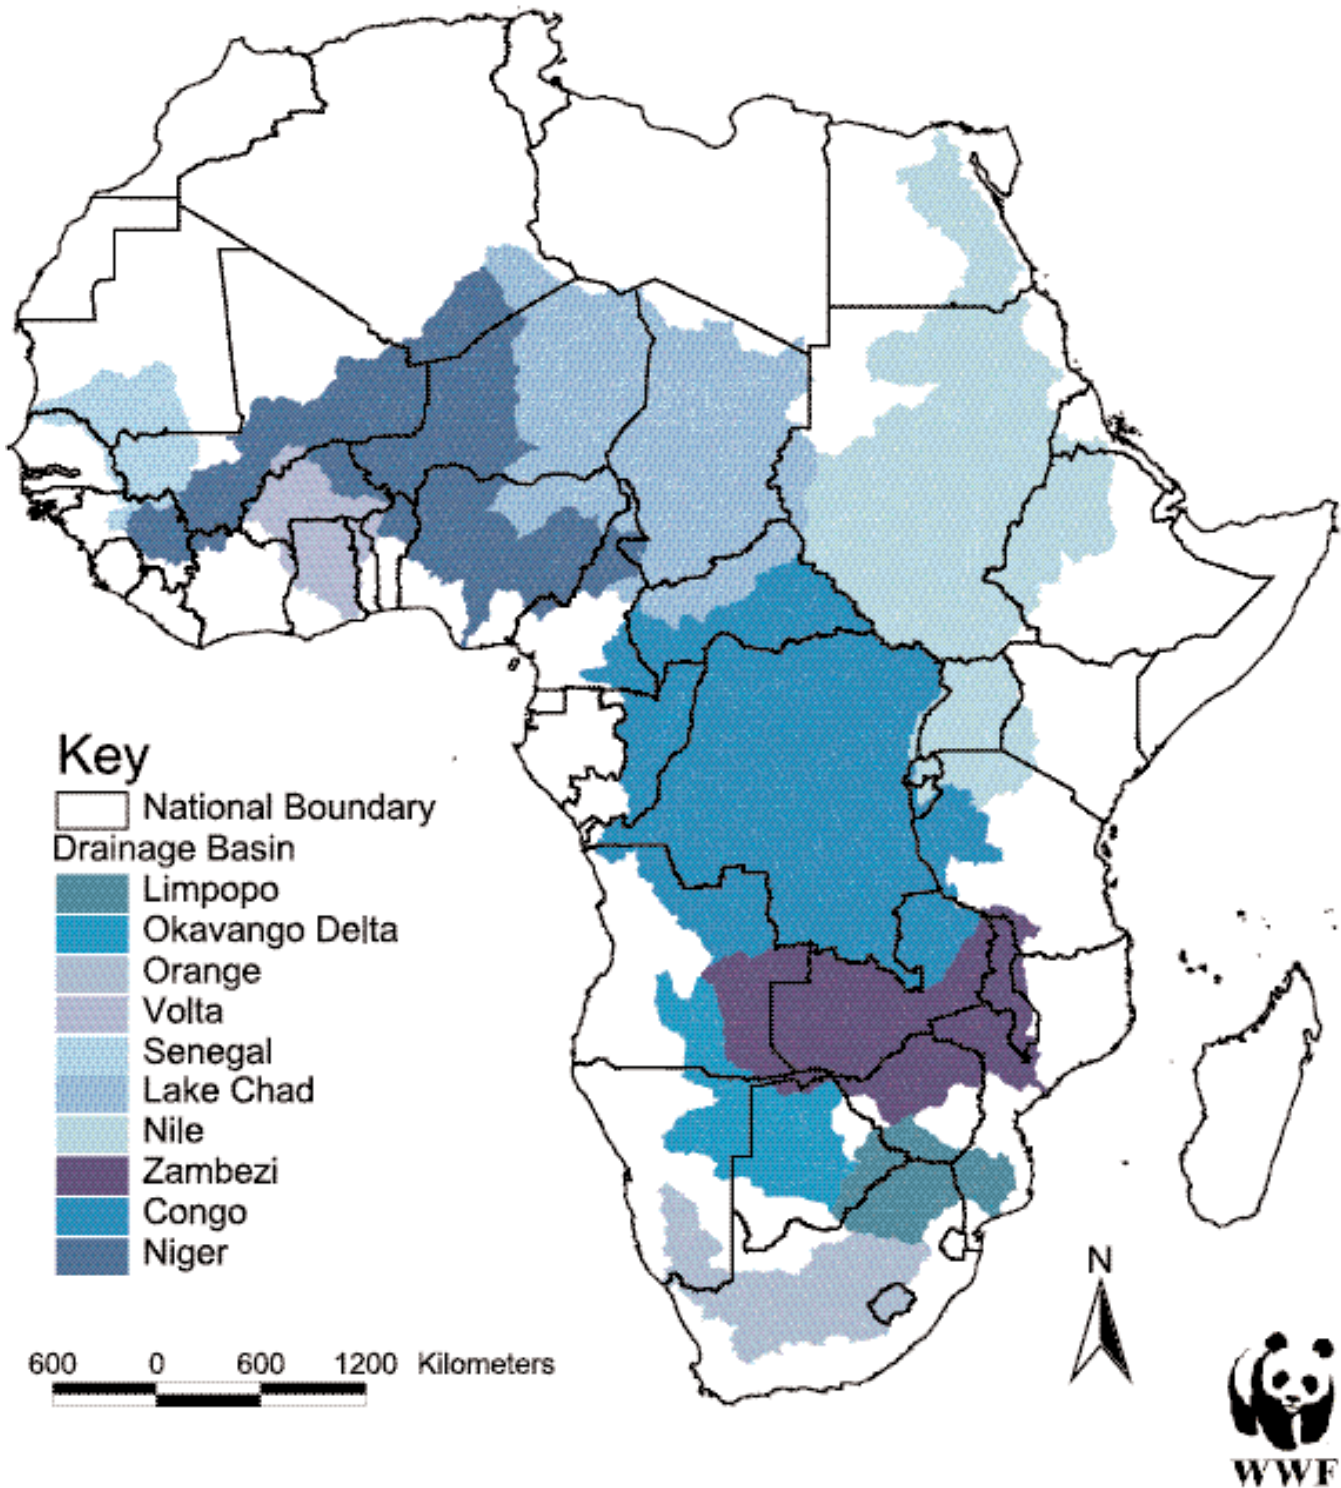 Key
National Boundary
Drainage Basin
Limpopo
Okavango Delta
Orange
Volta
Senegal
Lake Chad
Nile
Zambezi
Congo
Niger
600 0 600 1200 Kilometers
N
WWF